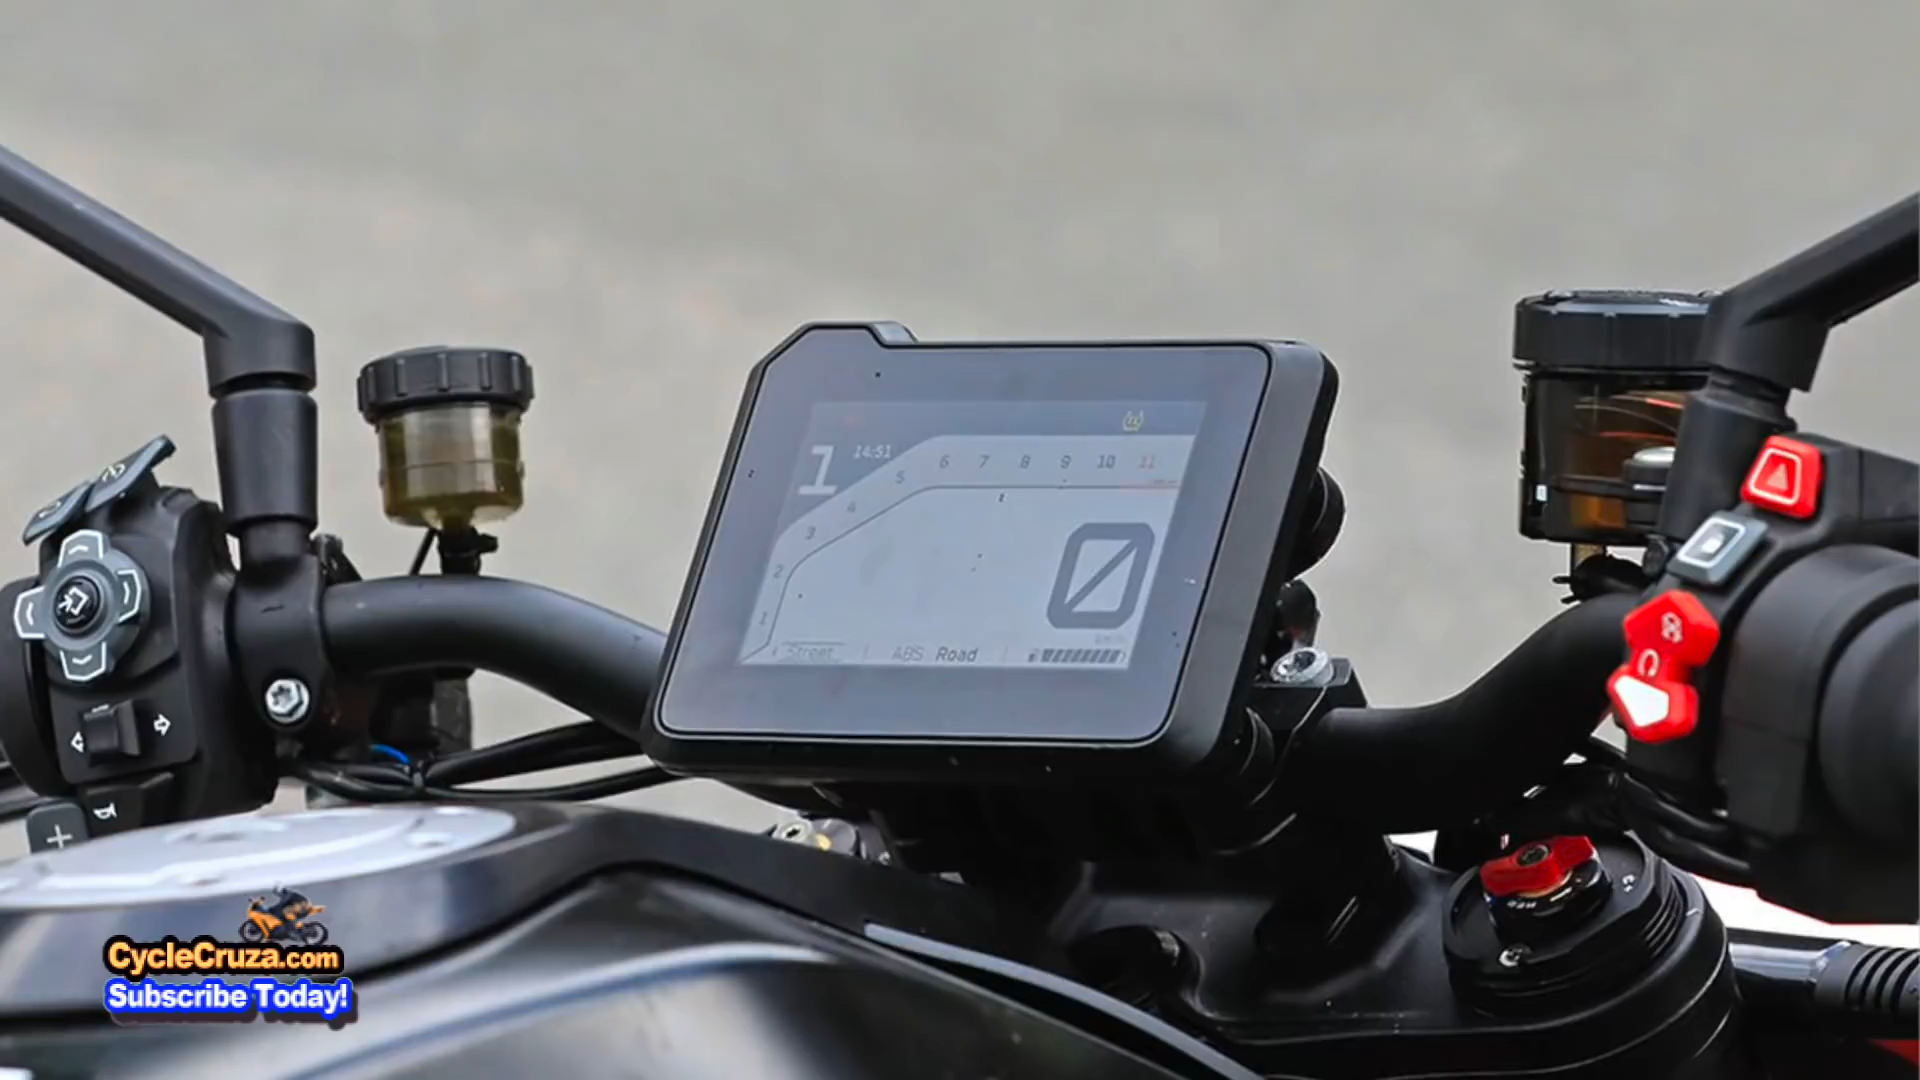 14:51
1
1 2 3 4 5 6 7 8 9 10 11
0
km/h
Street ABS Road
CycleCruza.com
Subscribe Today!